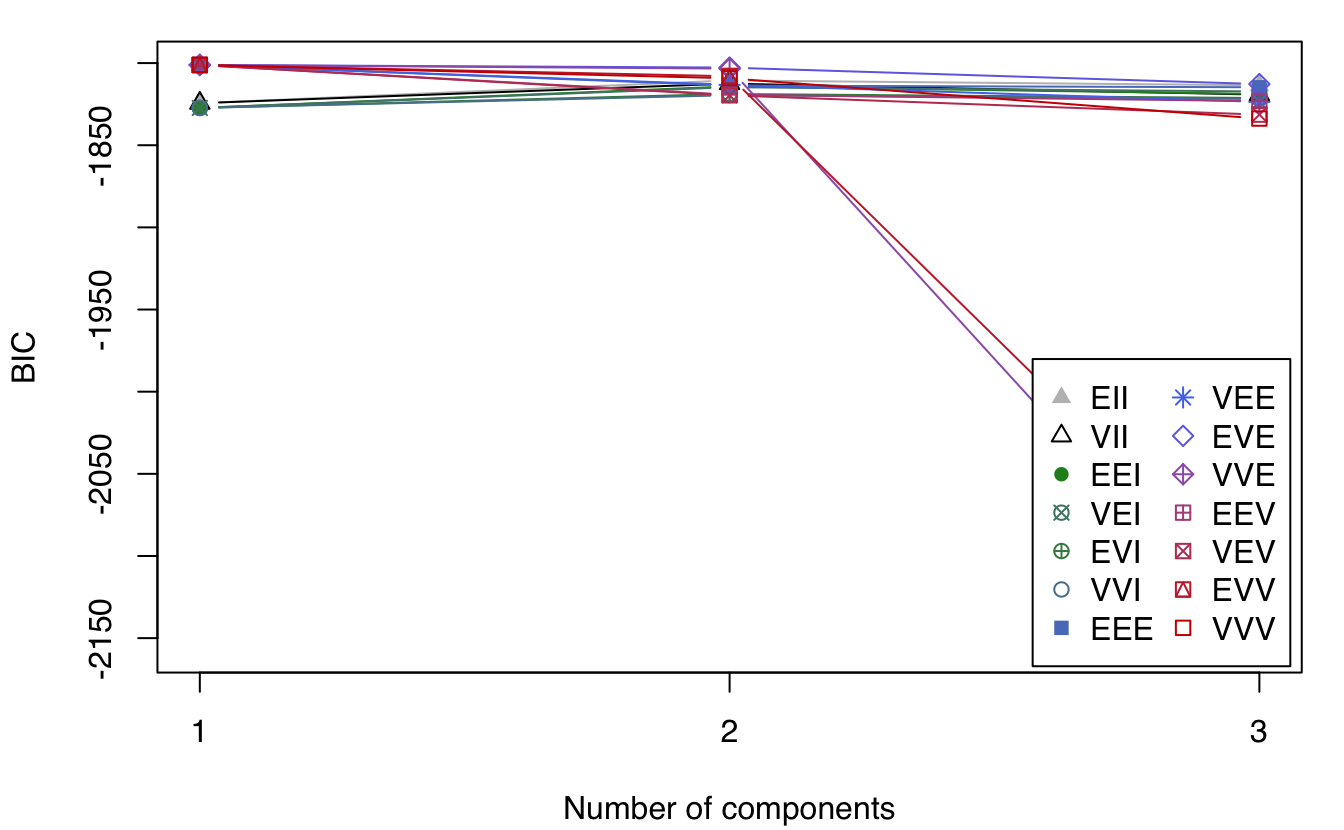 BIC
-1850
-1950
-2050
-2150
1 2 3
Number of components
EII VEE
VII EVE
EEI VVE
VEI EEV
EVI VEV
VVI EVV
EEE VVV